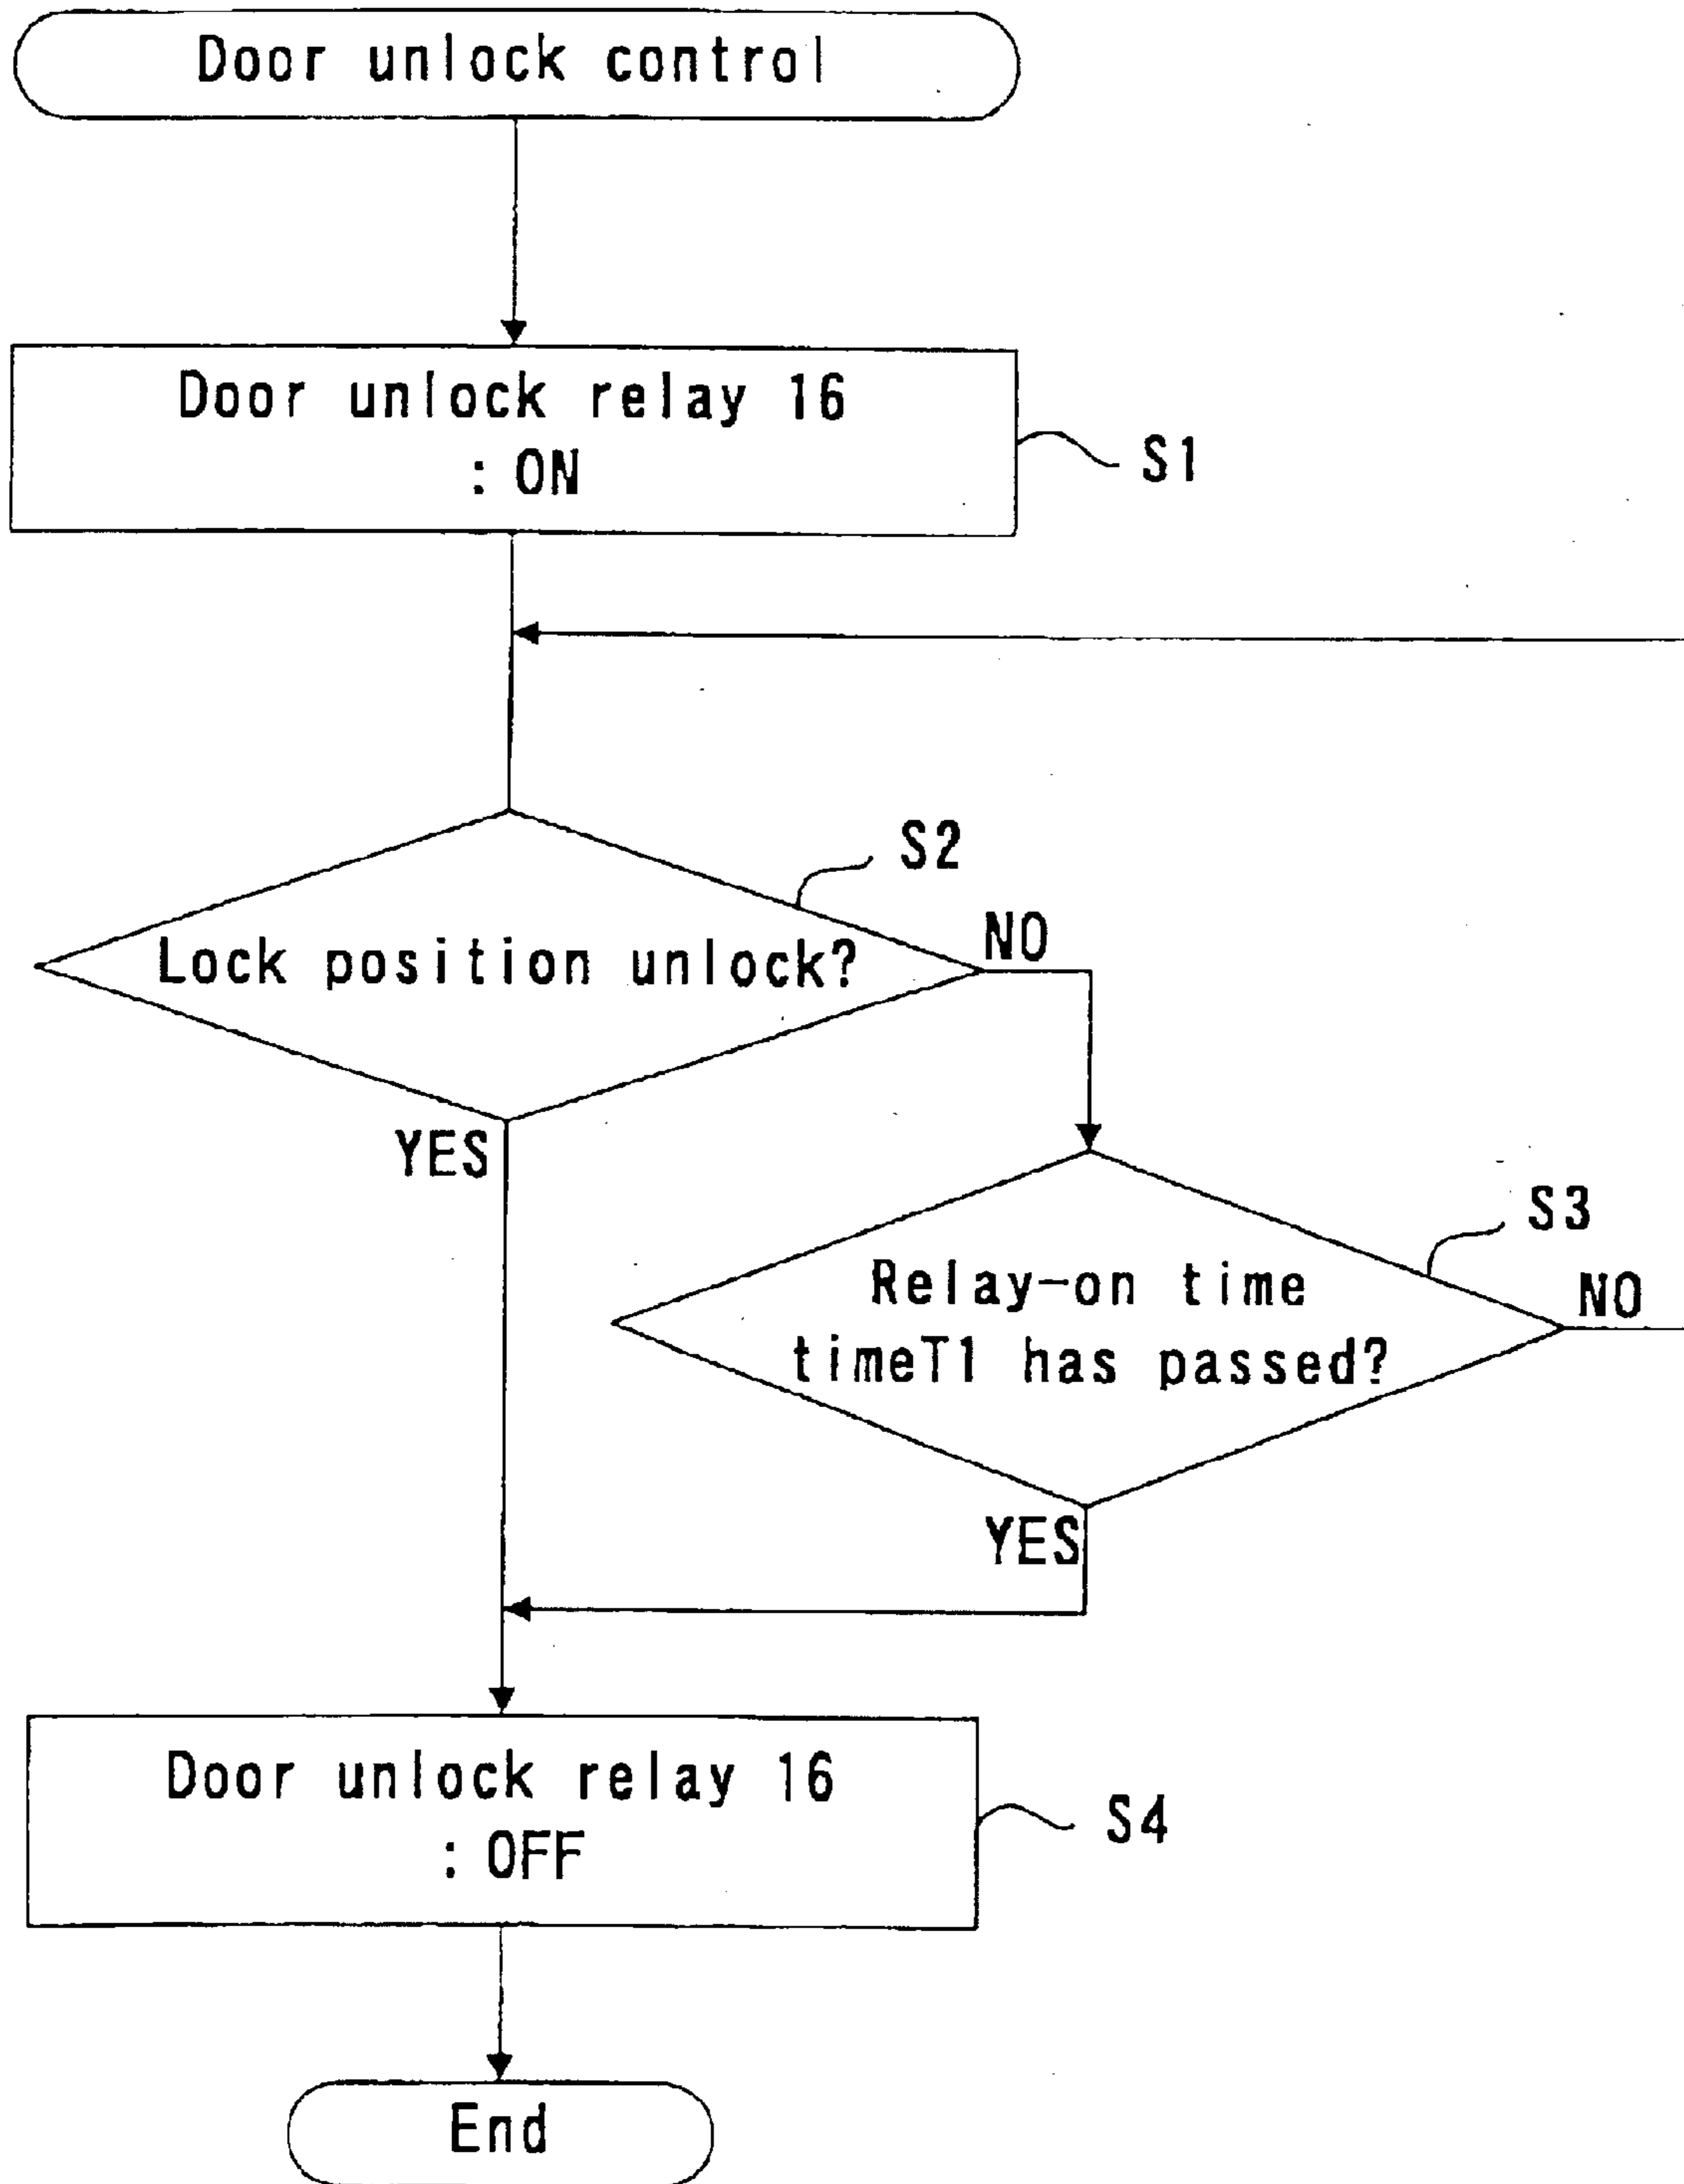 Door unlock control
Door unlock relay 16
: ON
S1
S2
Lock position unlock?
NO
YES
S3
Relay-on time
timeT1 has passed?
NO
YES
Door unlock relay 16
: OFF
S4
End